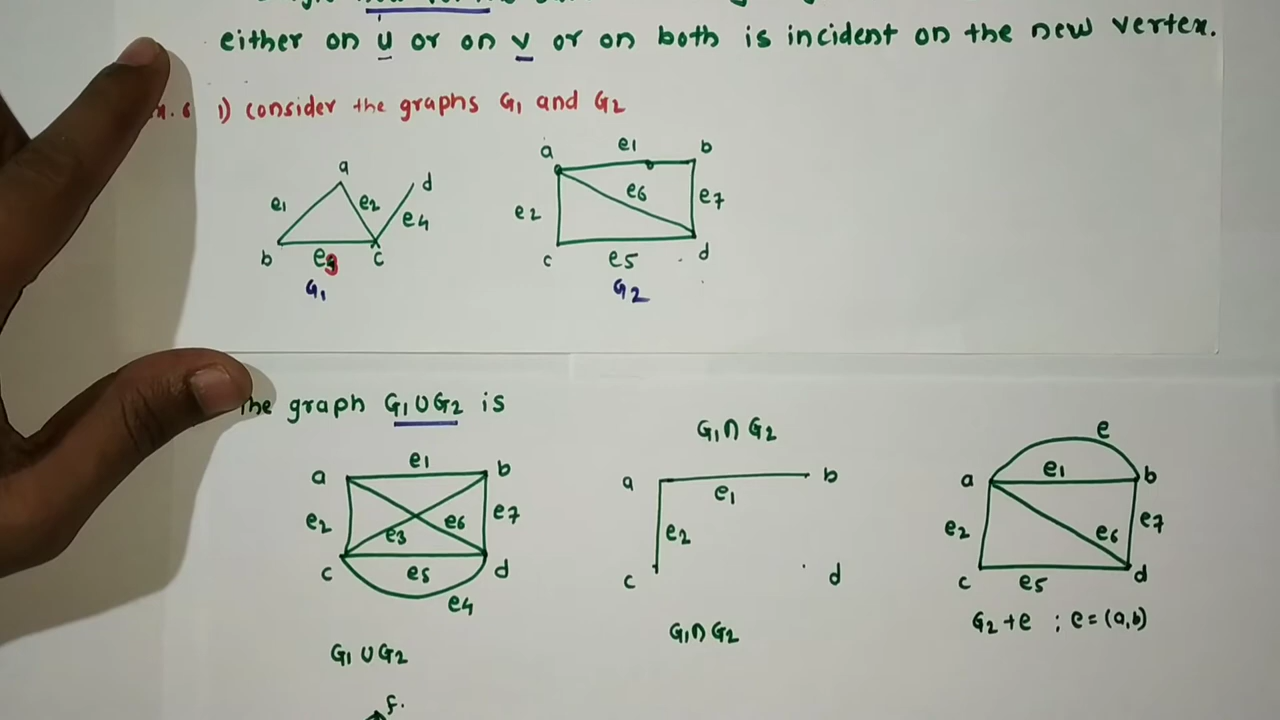 either on u or on v or on both is incident on the new vertex.
6 1) consider the graphs G1 and G2
a
e1
e2
d
e4
b
e3
c
G1
a
e1
b
e2
e6
e7
c
e5
d
G2
The graph G1UG2 is
a
e1
b
e2
e3
e6
e7
c
e5
d
e4
G1 U G2
G1∩ G2
a
b
e1
e2
c
d
G1∩G2
e
a
e1
b
e2
e6
e7
c
e5
d
G2 +e ; e=(a,b)
f.